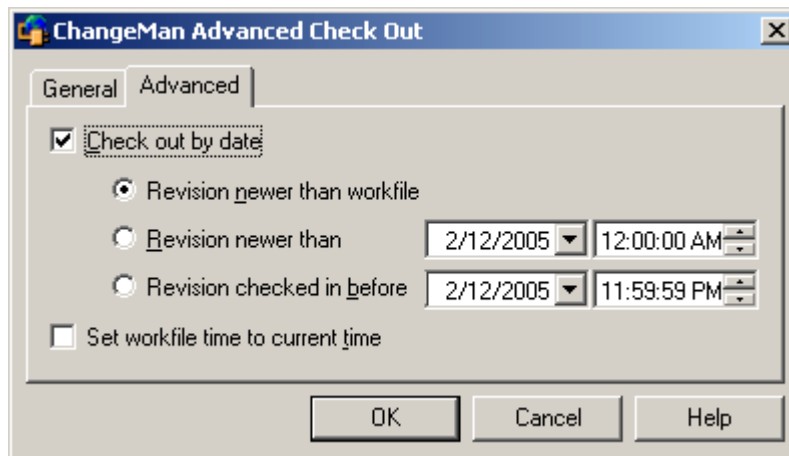 ChangeMan Advanced Check Out
General Advanced
Check out by date
Revision newer than workfile
Revision newer than 2/12/2005 12:00:00 AM
Revision checked in before 2/12/2005 11:59:59 PM
Set workfile time to current time
OK Cancel Help